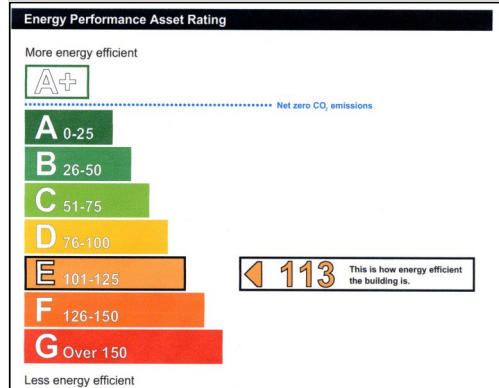 Energy Performance Asset Rating
More energy efficient
A+
Net zero CO₂ emissions
A 0-25
B 26-50
C 51-75
D 76-100
E 101-125
113 This is how energy efficient
the building is.
F 126-150
G Over 150
Less energy efficient